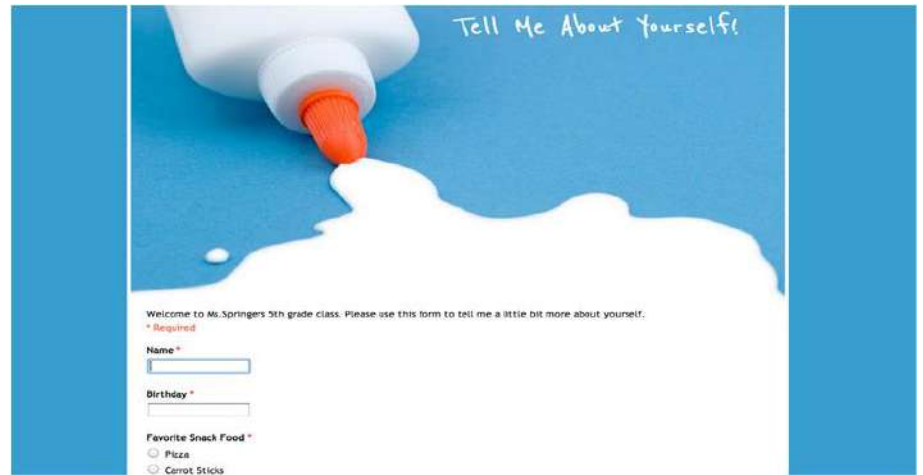 Tell Me About Yourself!
Welcome to Ms.Springers 5th grade class. Please use this form to tell me a little bit more about yourself.
* Required
Name *
Birthday *
Favorite Snack Food *
Pizza
Carrot Sticks